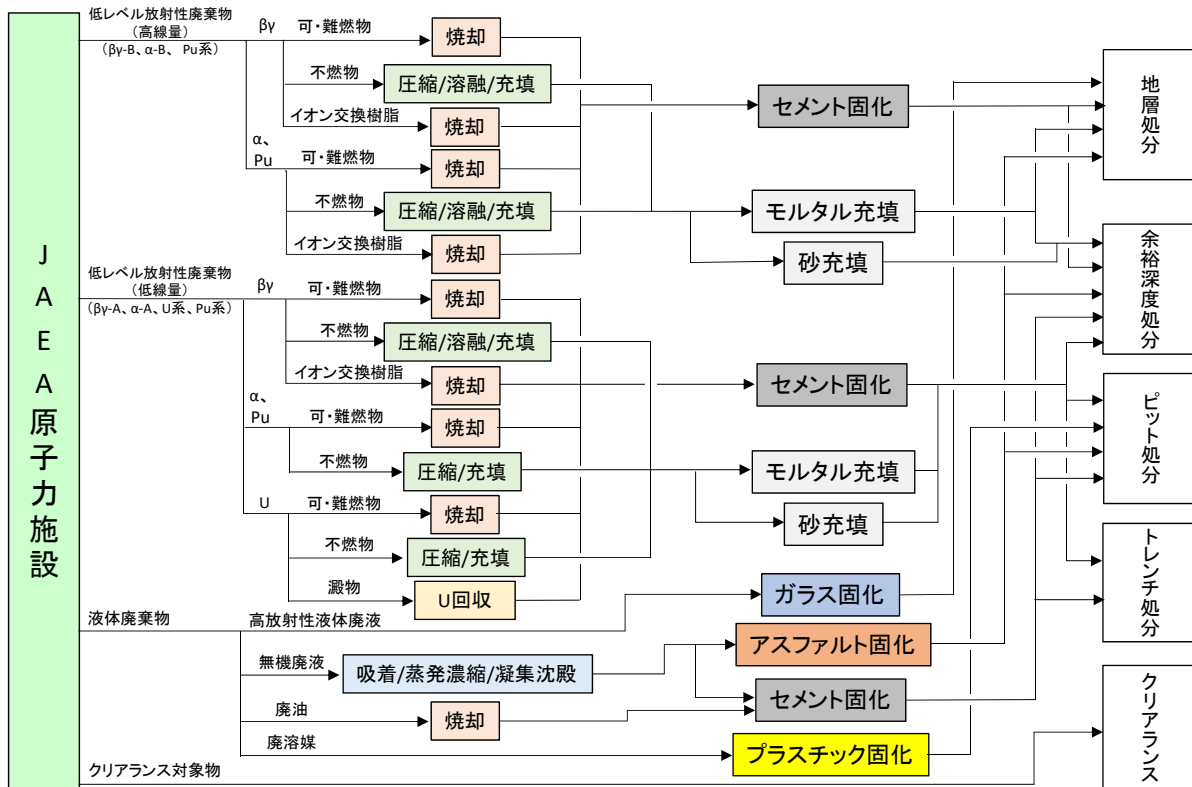 JAEA原子力施設
低レベル放射性廃棄物
(高線量)
(βγ-B、α-B、 Pu系)
βγ
可・難燃物
焼却
不燃物
圧縮/溶融/充填
イオン交換樹脂
焼却
α、
Pu
可・難燃物
焼却
不燃物
圧縮/溶融/充填
イオン交換樹脂
焼却
セメント固化
モルタル充填
砂充填
低レベル放射性廃棄物
(低線量)
(βγ-A、α-A、U系、Pu系)
βγ
可・難燃物
焼却
不燃物
圧縮/溶融/充填
イオン交換樹脂
焼却
α、
Pu
可・難燃物
焼却
不燃物
圧縮/充填
U
可・難燃物
焼却
不燃物
圧縮/充填
澱物
U回収
セメント固化
モルタル充填
砂充填
液体廃棄物
高放射性液体廃液
ガラス固化
無機廃液
吸着/蒸発濃縮/凝集沈殿
アスファルト固化
セメント固化
廃油
焼却
廃溶媒
プラスチック固化
クリアランス対象物
地層処分
余裕深度処分
ピット処分
トレンチ処分
クリアランス